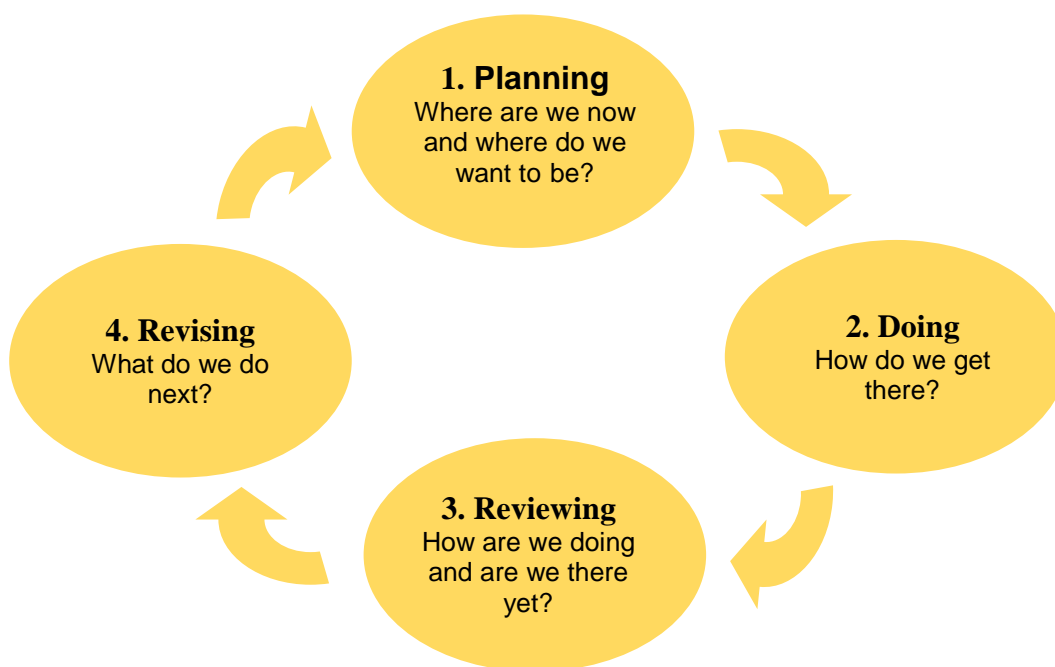 1. Planning
Where are we now
and where do we
want to be?
2. Doing
How do we get
there?
3. Reviewing
How are we doing
and are we there
yet?
4. Revising
What do we do
next?